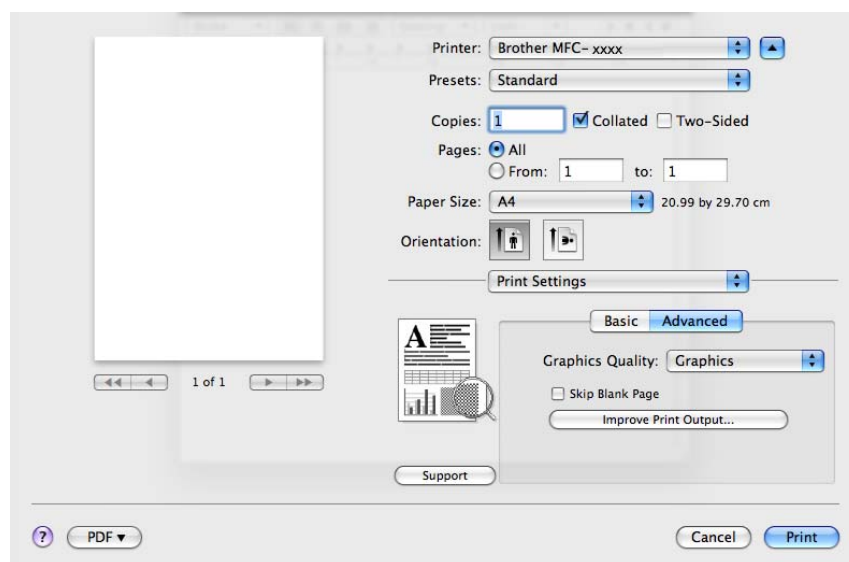 Printer: Brother MFC- xxxx
Presets: Standard
Copies: 1 Collated Two-Sided
Pages: All
From: 1 to: 1
Paper Size: A4 20.99 by 29.70 cm
Orientation:
Print Settings
Basic Advanced
A
Graphics Quality: Graphics
1 of 1
Skip Blank Page
Improve Print Output...
Support
? PDF Cancel Print